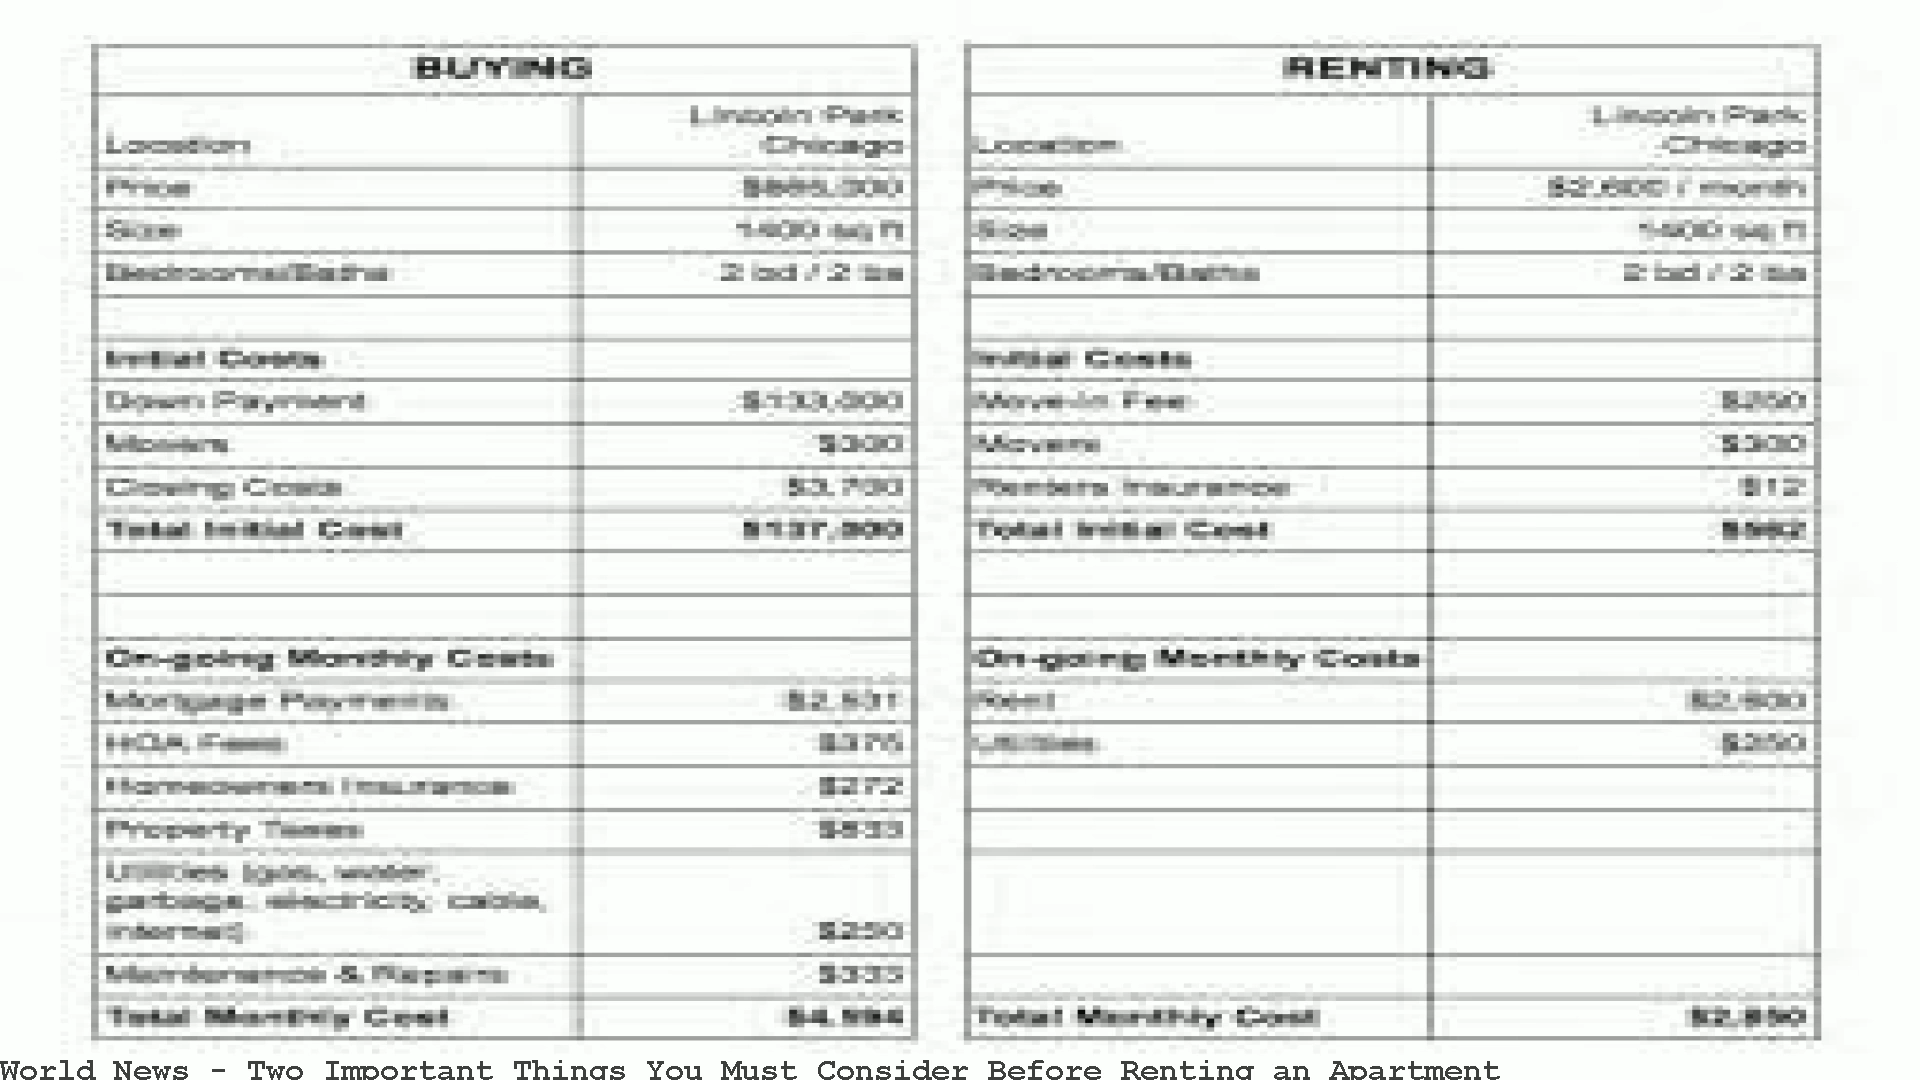 BUYING
Location Lincoln Park
Chicago
Price
Size 1400 sq ft
Bedrooms/Baths 2 bd / 2 ba
Initial Costs
Down Payment
Movers $300
Closing Costs $3,700
Total Initial Cost
On-going Monthly Costs
Mortgage Payments $2,531
HOA Fees $375
Homeowners Insurance $272
Property Taxes $833
Utilities (gas, water,
garbage, electricity, cable,
internet) $250
Maintenance & Repairs $333
Total Monthly Cost $4,594
RENTING
Location Lincoln Park
Chicago
Price $2,600 / month
Size 1400 sq ft
Bedrooms/Baths 2 bd / 2 ba
Initial Costs
Move-in Fee $250
Movers $300
Renters Insurance $12
Total Initial Cost $562
On-going Monthly Costs
Rent $2,600
Utilities $250
Total Monthly Cost $2,850
World News - Two Important Things You Must Consider Before Renting an Apartment